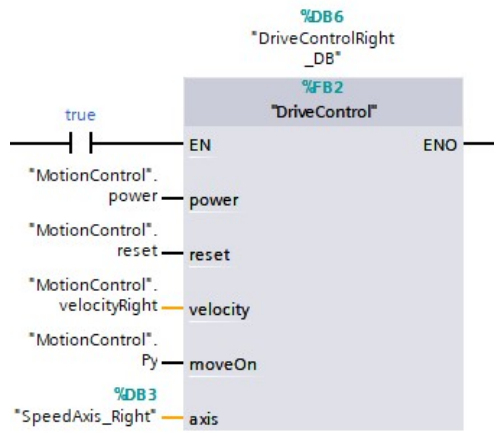 %DB6
"DriveControlRight
_DB"
%FB2
"DriveControl"
true
EN
ENO
"MotionControl".
power
power
"MotionControl".
reset
reset
"MotionControl".
velocityRight
velocity
"MotionControl".
Py
moveOn
%DB3
"SpeedAxis_Right"
axis